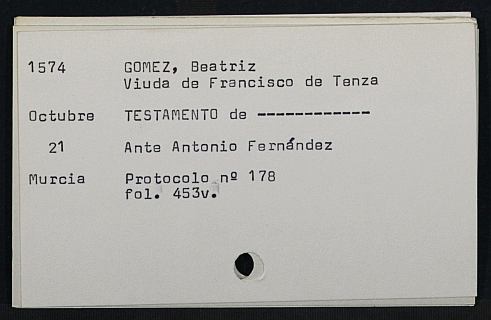 1574 GOMEZ, Beatriz
Viuda de Francisco de Tenza
Octubre TESTAMENTO de ------------
21 Ante Antonio Fernández
Murcia Protocolo nº 178
fol. 453v.